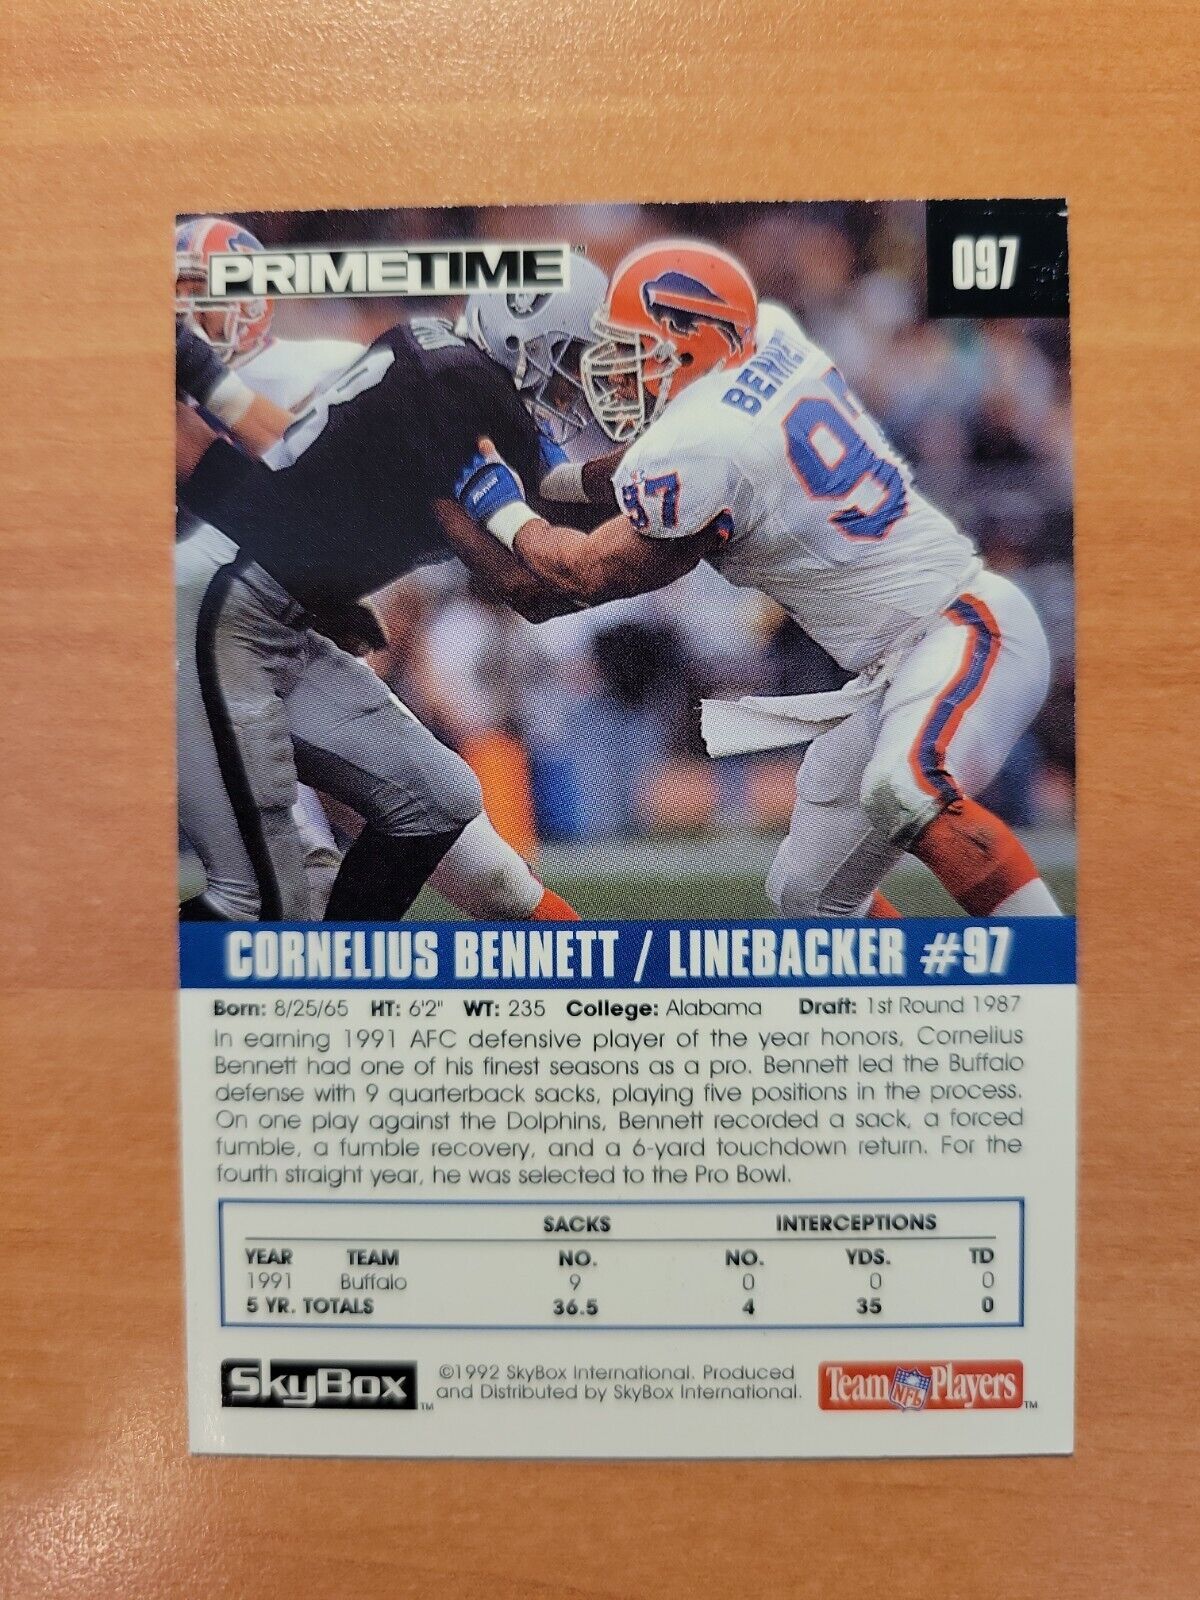 PRIMETIME™
097
BENNETT
97
97
CORNELIUS BENNETT / LINEBACKER #97
Born: 8/25/65 HT: 6'2" WT: 235 College: Alabama Draft: 1st Round 1987
In earning 1991 AFC defensive player of the year honors, Cornelius
Bennett had one of his finest seasons as a pro. Bennett led the Buffalo
defense with 9 quarterback sacks, playing five positions in the process.
On one play against the Dolphins, Bennett recorded a sack, a forced
fumble, a fumble recovery, and a 6-yard touchdown return. For the
fourth straight year, he was selected to the Pro Bowl.
SACKS INTERCEPTIONS
YEAR TEAM NO. NO. YDS. TD
1991 Buffalo 9 0 0 0
5 YR. TOTALS 36.5 4 35 0
SkyBox™
©1992 SkyBox International. Produced
and Distributed by SkyBox International.
Team NFL Players™